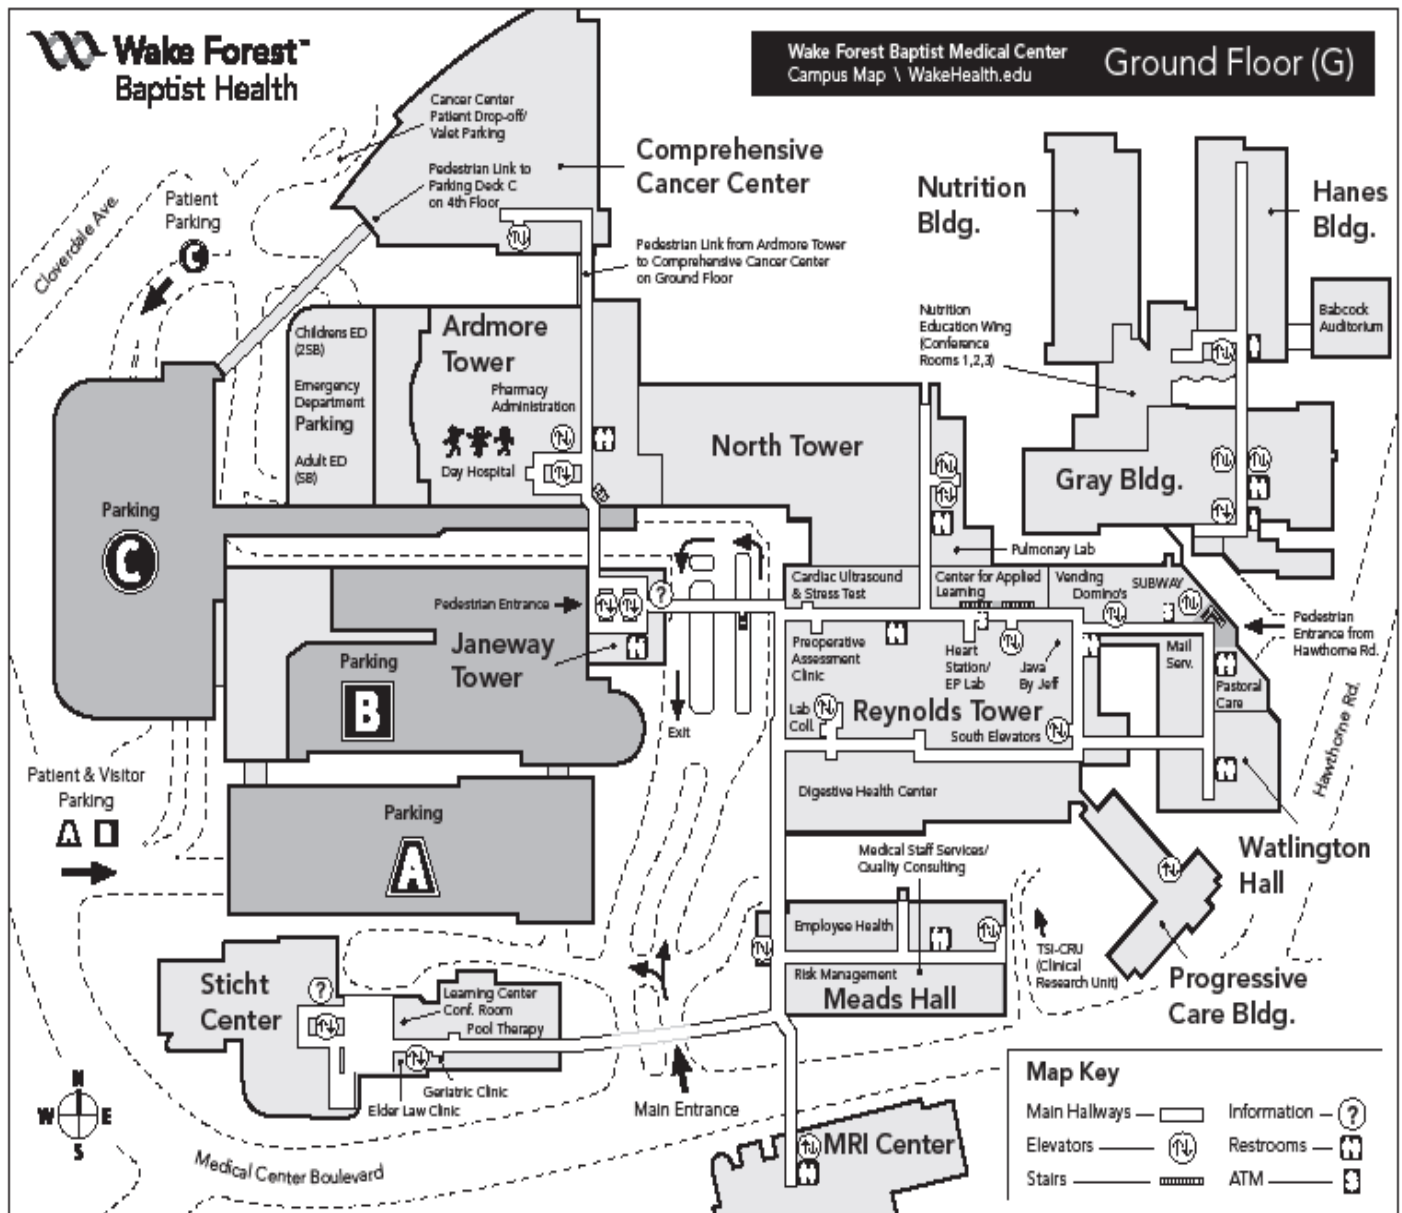 Wake Forest™
Baptist Health
Wake Forest Baptist Medical Center
Campus Map \ WakeHealth.edu
Ground Floor (G)
Cancer Center
Patient Drop-off/
Valet Parking
Pedestrian Link to
Parking Deck C
on 4th Floor
Comprehensive
Cancer Center
Pedestrian Link from Ardmore Tower
to Comprehensive Cancer Center
on Ground Floor
Nutrition
Bldg.
Hanes
Bldg.
Babcock
Auditorium
Nutrition
Education Wing
(Conference
Rooms 1,2,3)
Cloverdale Ave.
Patient
Parking
C
Childrens ED
(2SB)
Emergency
Department
Parking
Adult ED
(SB)
Ardmore
Tower
Pharmacy
Administration
Day Hospital
ED
North Tower
Gray Bldg.
Parking
C
Pulmonary Lab
Cardiac Ultrasound
& Stress Test
Center for Applied
Learning
Vending
Domino's
SUBWAY
Pedestrian Entrance
?
Janeway
Tower
Parking
B
Preoperative
Assessment
Clinic
Heart
Station/
EP Lab
Java
By Jeff
Mail
Serv.
Pastoral
Care
Pedestrian
Entrance from
Hawthorne Rd.
Hawthorne Rd.
Lab
Coll.
Reynolds Tower
South Elevators
Exit
Patient & Visitor
Parking
A
Parking
A
Digestive Health Center
Medical Staff Services/
Quality Consulting
Watlington
Hall
Employee Health
Risk Management
Meads Hall
TSI-CRU
(Clinical
Research Unit)
Progressive
Care Bldg.
Sticht
Center
?
Learning Center
Conf. Room
Pool Therapy
Geriatric Clinic
Elder Law Clinic
Main Entrance
Medical Center Boulevard
N
W E
S
MRI Center
Map Key
Main Hallways
Information ?
Elevators
Restrooms
Stairs
ATM